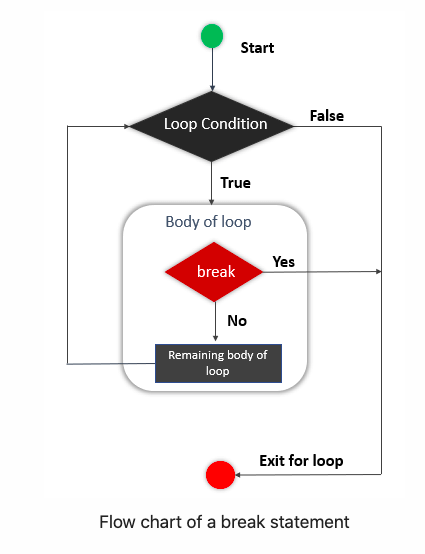 Start
Loop Condition
False
True
Body of loop
break
Yes
No
Remaining body of
loop
Exit for loop
Flow chart of a break statement